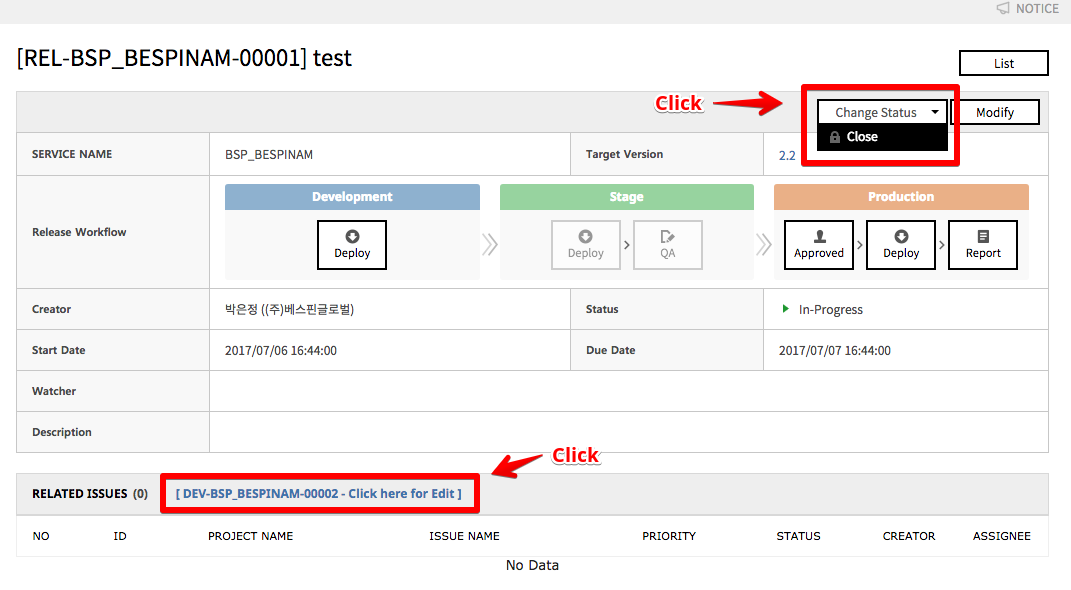 NOTICE
[REL-BSP_BESPINAM-00001] test
List
Click
Change Status
Modify
Close
SERVICE NAME
BSP_BESPINAM
Target Version
2.2
Release Workflow
Development
Stage
Production
Deploy
Deploy
QA
Approved
Deploy
Report
Creator
박은정 ((주)베스핀글로벌)
Status
In-Progress
Start Date
2017/07/06 16:44:00
Due Date
2017/07/07 16:44:00
Watcher
Description
Click
RELATED ISSUES (0)
[ DEV-BSP_BESPINAM-00002 - Click here for Edit ]
NO
ID
PROJECT NAME
ISSUE NAME
PRIORITY
STATUS
CREATOR
ASSIGNEE
No Data